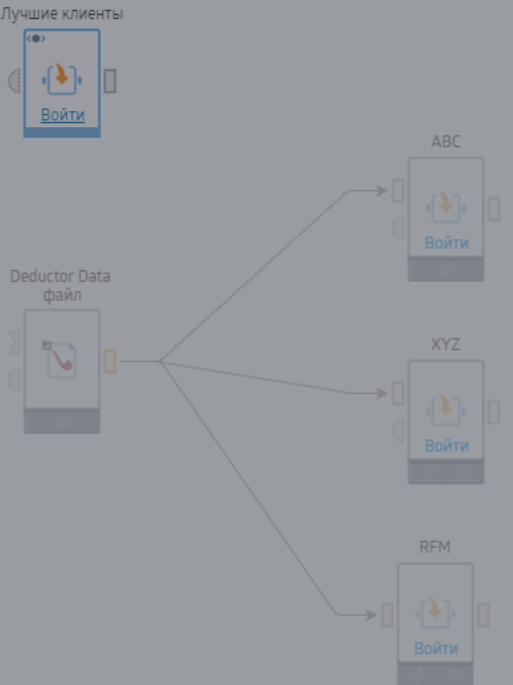 Лучшие клиенты
Войти
ABC
Войти
Deductor Data
файл
XYZ
Войти
RFM
Войти